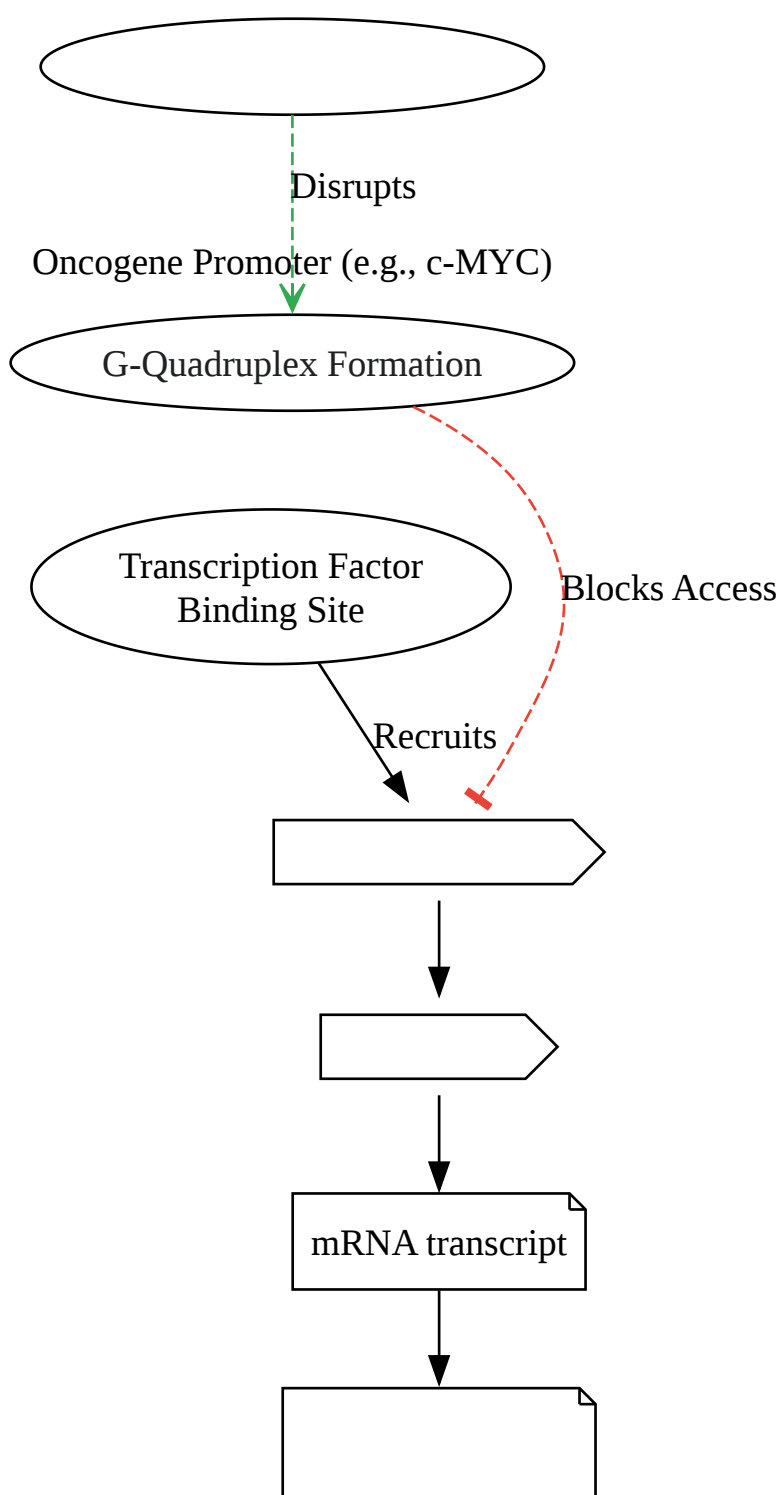 Disrupts
Oncogene Promoter (e.g., c-MYC)
G-Quadruplex Formation
Transcription Factor
Binding Site
Blocks Access
Recruits
mRNA transcript